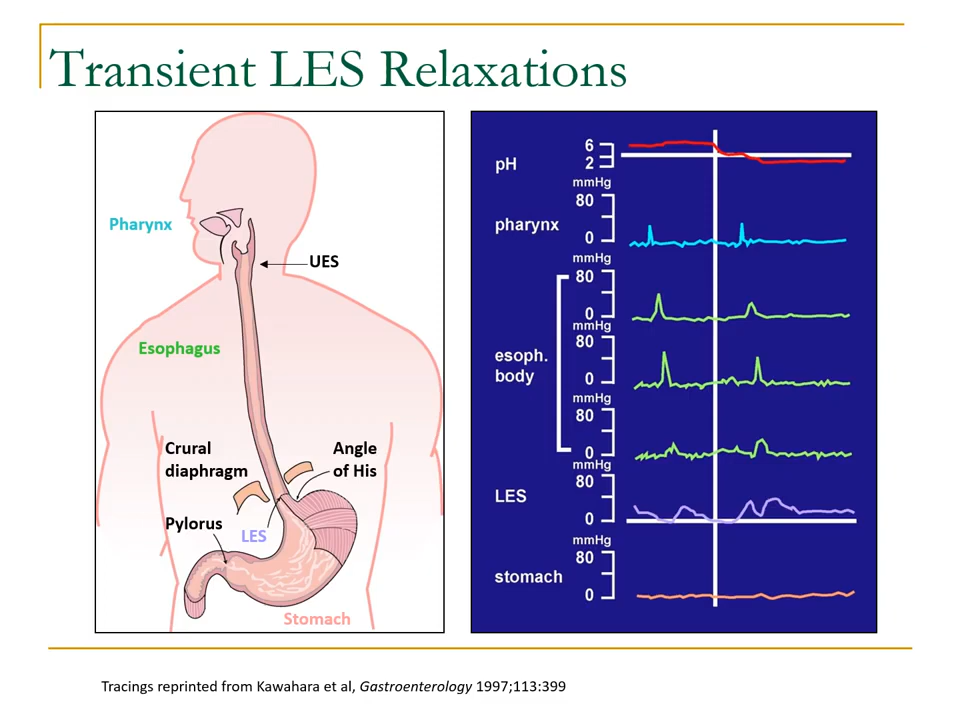 Transient LES Relaxations
Pharynx
UES
Esophagus
Crural
diaphragm
Angle
of His
Pylorus
LES
Stomach
pH
6
2
mmHg
80
pharynx
0
mmHg
80
0
mmHg
80
esoph.
body
0
mmHg
80
0
mmHg
80
LES
0
mmHg
80
stomach
0
Tracings reprinted from Kawahara et al, Gastroenterology 1997;113:399